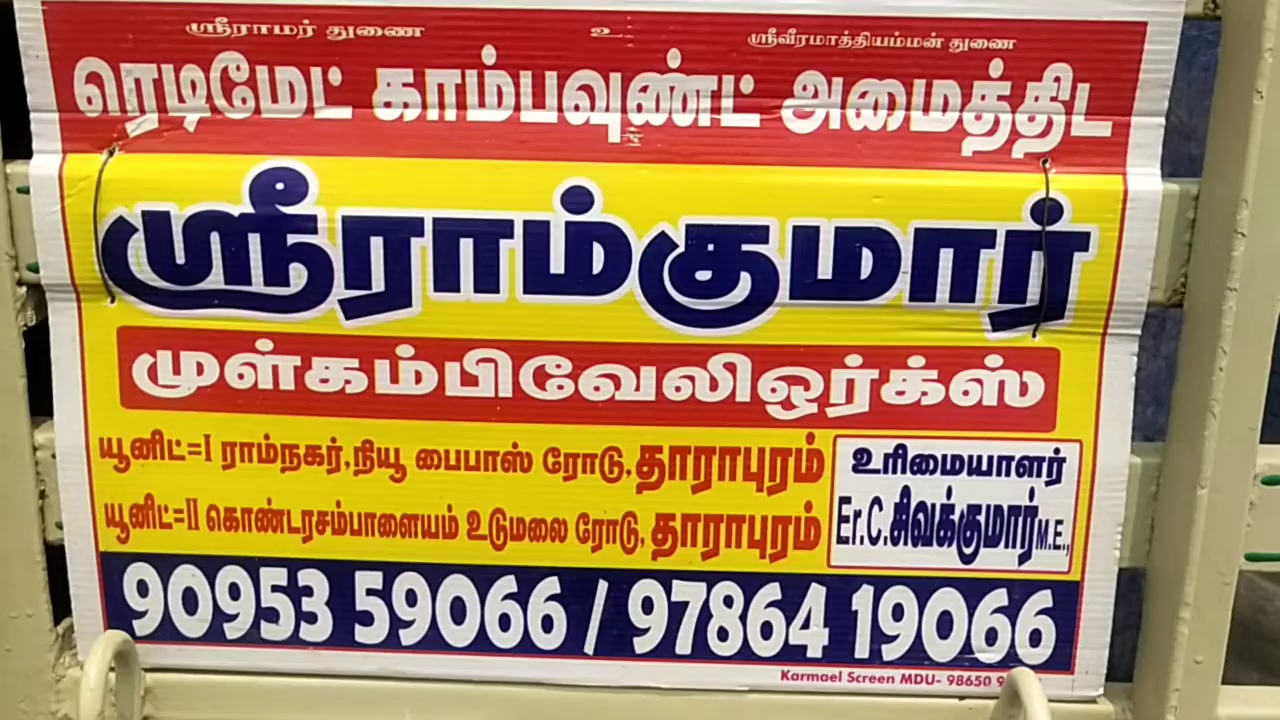 ஸ்ரீராமர் துணை உ ஸ்ரீவீரமாத்தியம்மன் துணை
ரெடிமேட் காம்பவுண்ட் அமைத்திட
ஸ்ரீராம்குமார்
முள்கம்பிவேலிஒர்க்ஸ்
யூனிட்=I ராம்நகர்,நியூ பைபாஸ் ரோடு,தாராபுரம்
யூனிட்=II கொண்டரசம்பாளையம் உடுமலை ரோடு, தாராபுரம்
உரிமையாளர்
Er.C.சிவக்குமார்M.E.,
90953 59066 / 97864 19066
Karmael Screen MDU- 98650